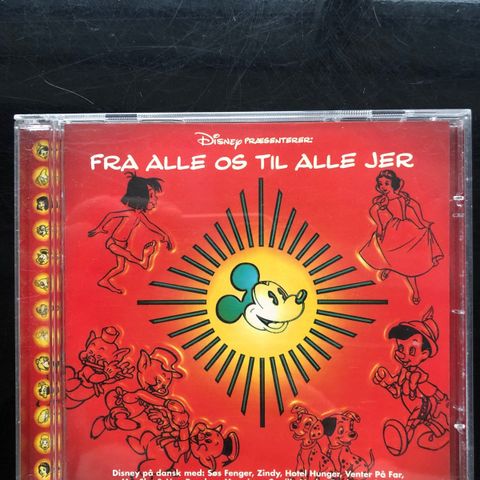 Disney PRÆSENTERER:
FRA ALLE OS TIL ALLE JER
Disney på dansk med: Søs Fenger, Zindy, Hotel Hunger, Venter På Far,